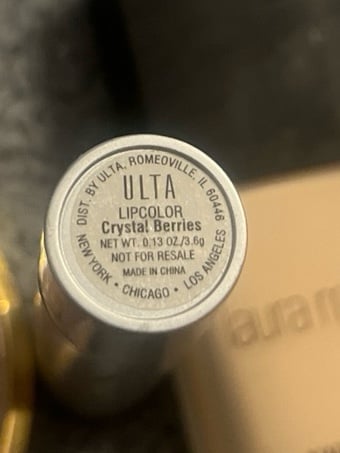 DIST. BY ULTA, ROMEOVILLE, IL 60446
ULTA
LIPCOLOR
Crystal Berries
NET WT. 0.13 OZ./3.6g
NOT FOR RESALE
MADE IN CHINA
NEW YORK • CHICAGO • LOS ANGELES